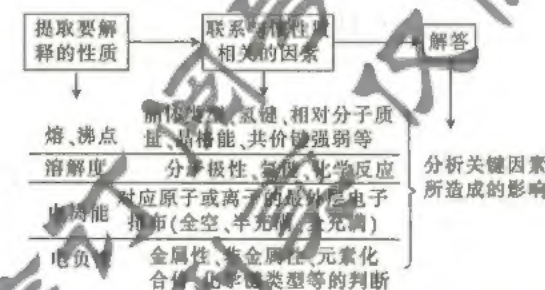 提取要解
释的性质
联系与性质
相关的因素
解答
晶体类型、氢键、相对分子质
熔、沸点
量、晶格能、共价键强弱等
溶解度
分子极性、氢键、化学反应
分析关键因素
所造成的影响
对应原子或离子的最外层电子
电离能
排布(全空、半充满、全充满)
电负性
金属性、非金属性、元素化
合价、化学键类型等的判断